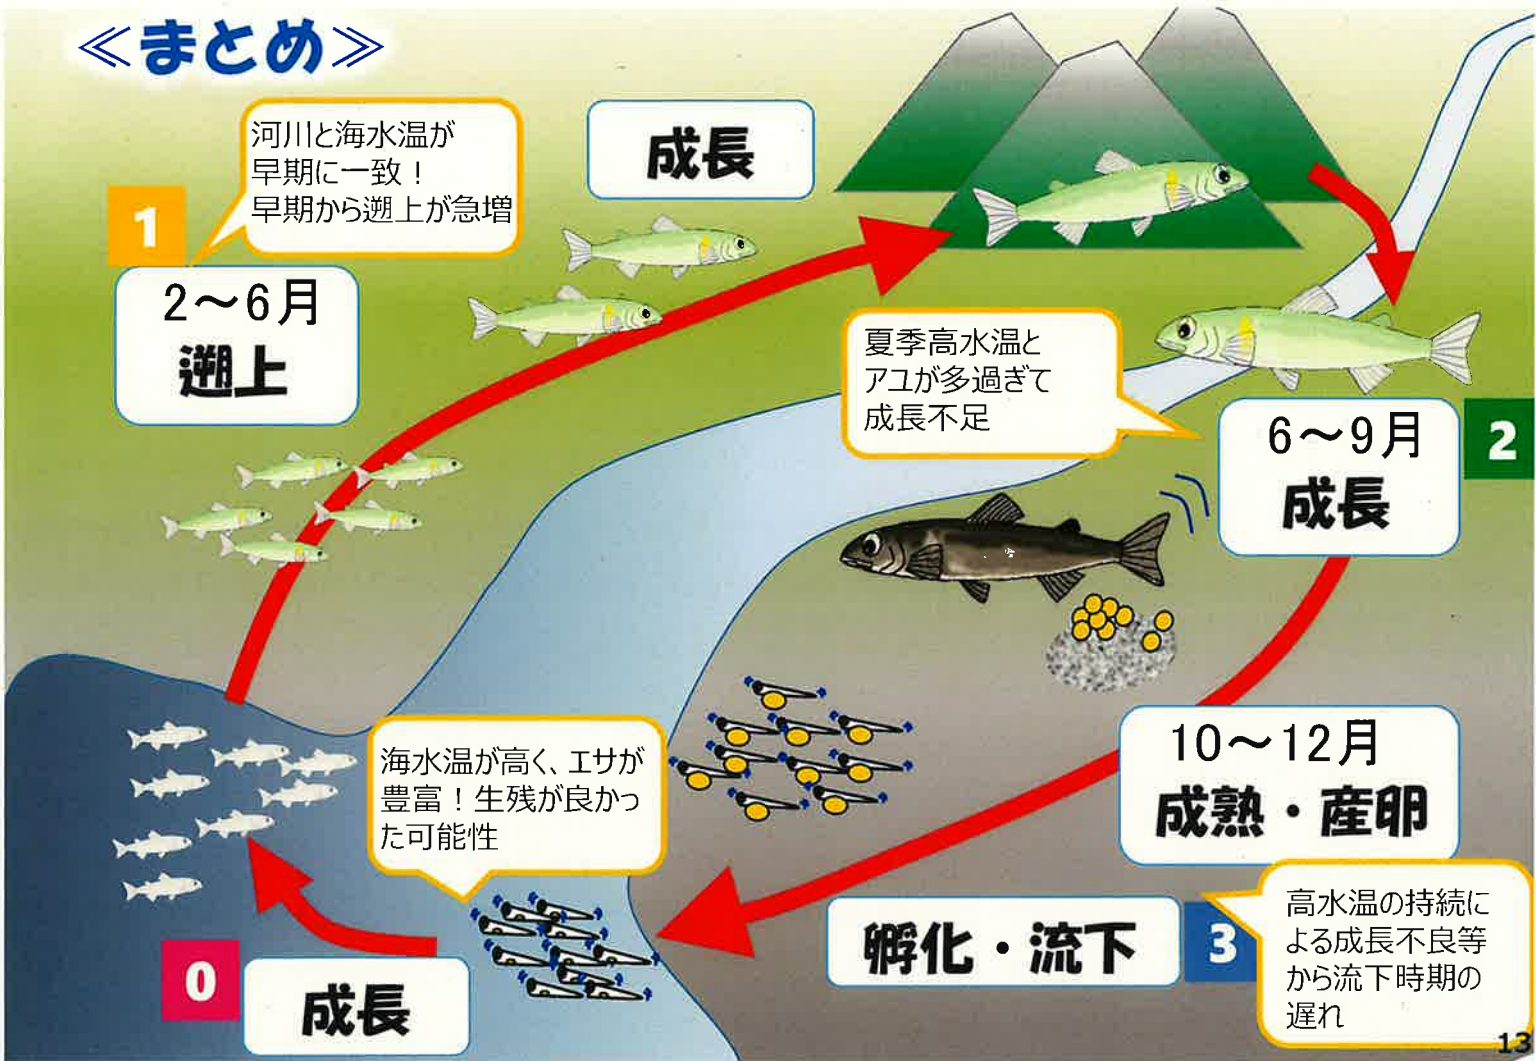 ≪まとめ≫
河川と海水温が
早期に一致！
早期から遡上が急増
1
2～6月
遡上
成長
夏季高水温と
アユが多過ぎて
成長不足
2
6～9月
成長
10～12月
成熟・産卵
孵化・流下
3
高水温の持続に
よる成長不良等
から流下時期の
遅れ
海水温が高く、エサが
豊富！生残が良かっ
た可能性
0
成長
13